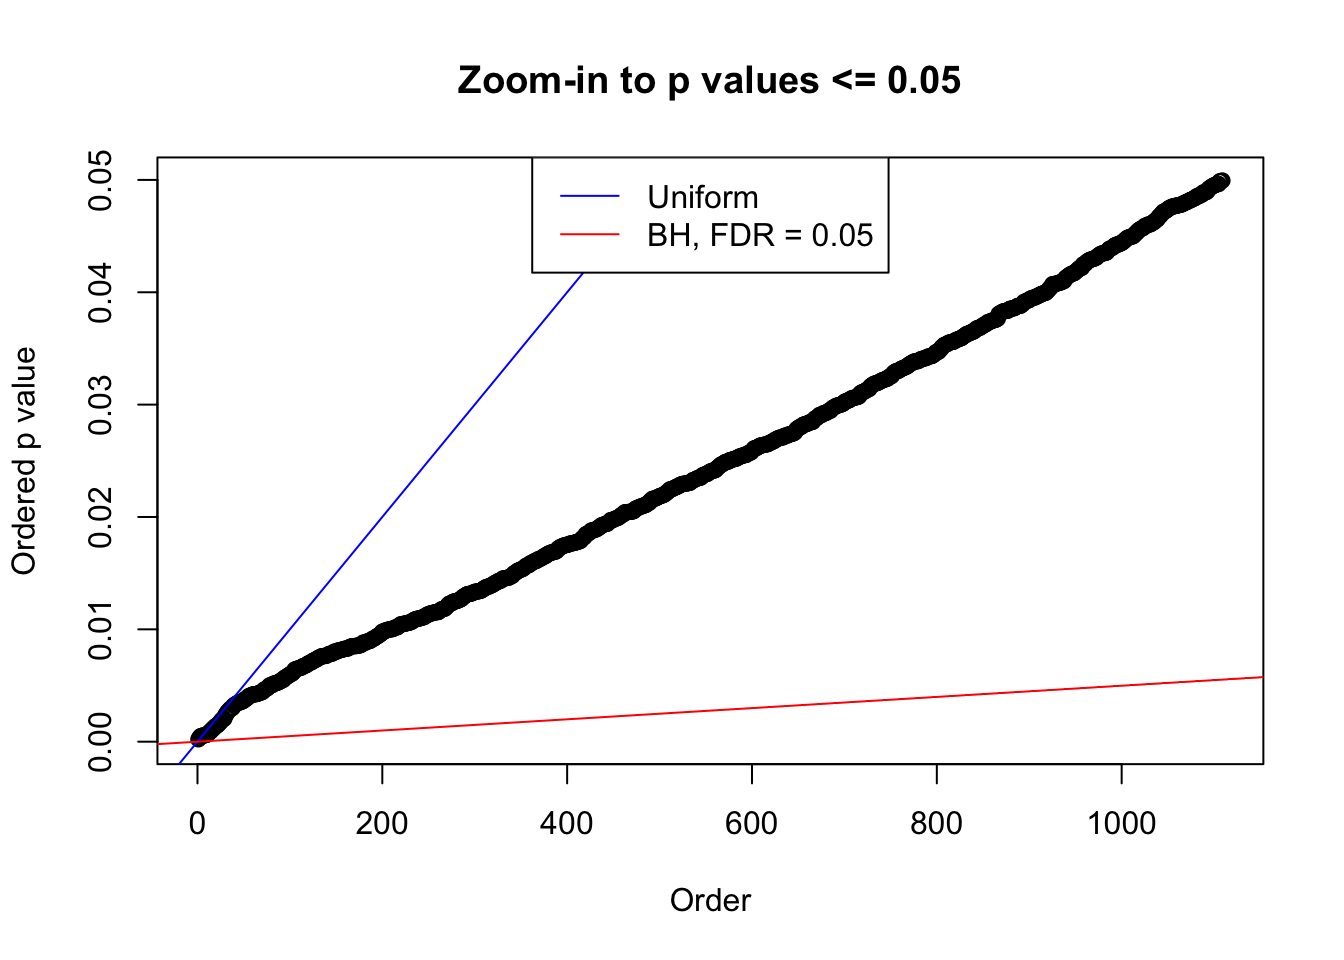 Zoom-in to p values <= 0.05
Uniform
BH, FDR = 0.05
Ordered p value
0.05
0.04
0.03
0.02
0.01
0.00
0 200 400 600 800 1000
Order